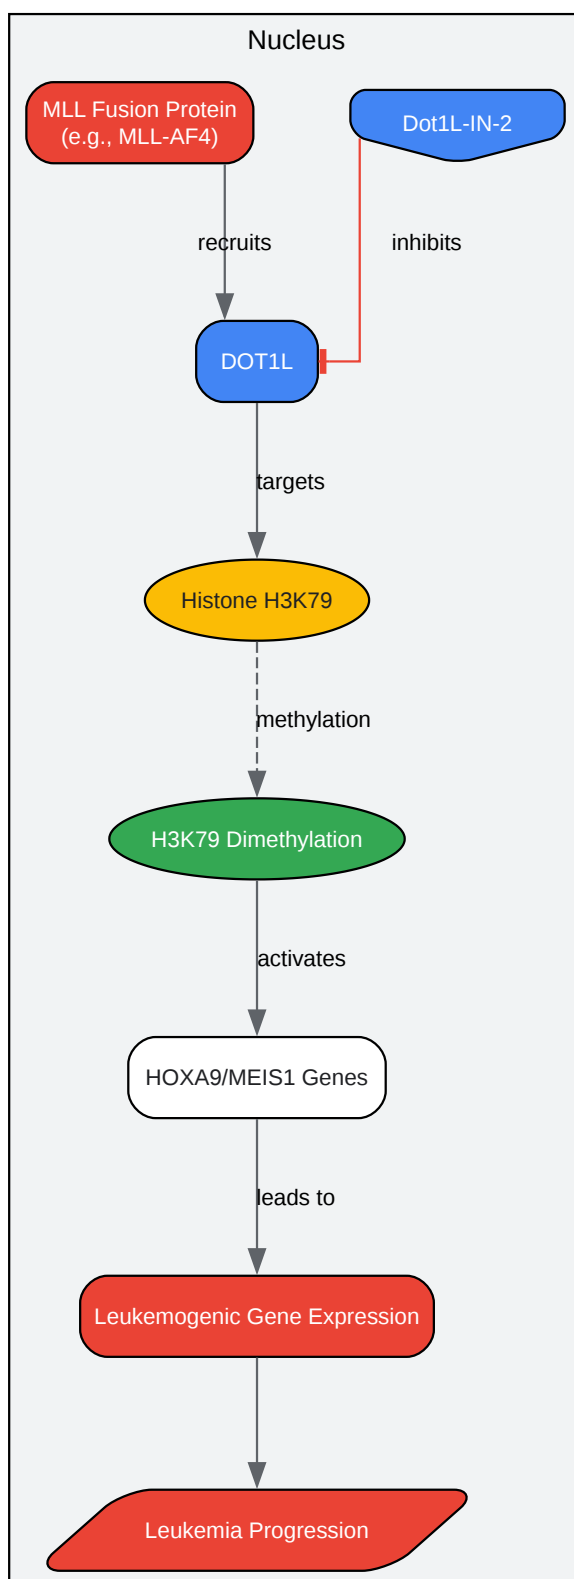 Nucleus
MLL Fusion Protein
(e.g., MLL-AF4)
Dot1L-IN-2
recruits
inhibits
DOT1L
targets
Histone H3K79
methylation
H3K79 Dimethylation
activates
HOXA9/MEIS1 Genes
leads to
Leukemogenic Gene Expression
Leukemia Progression